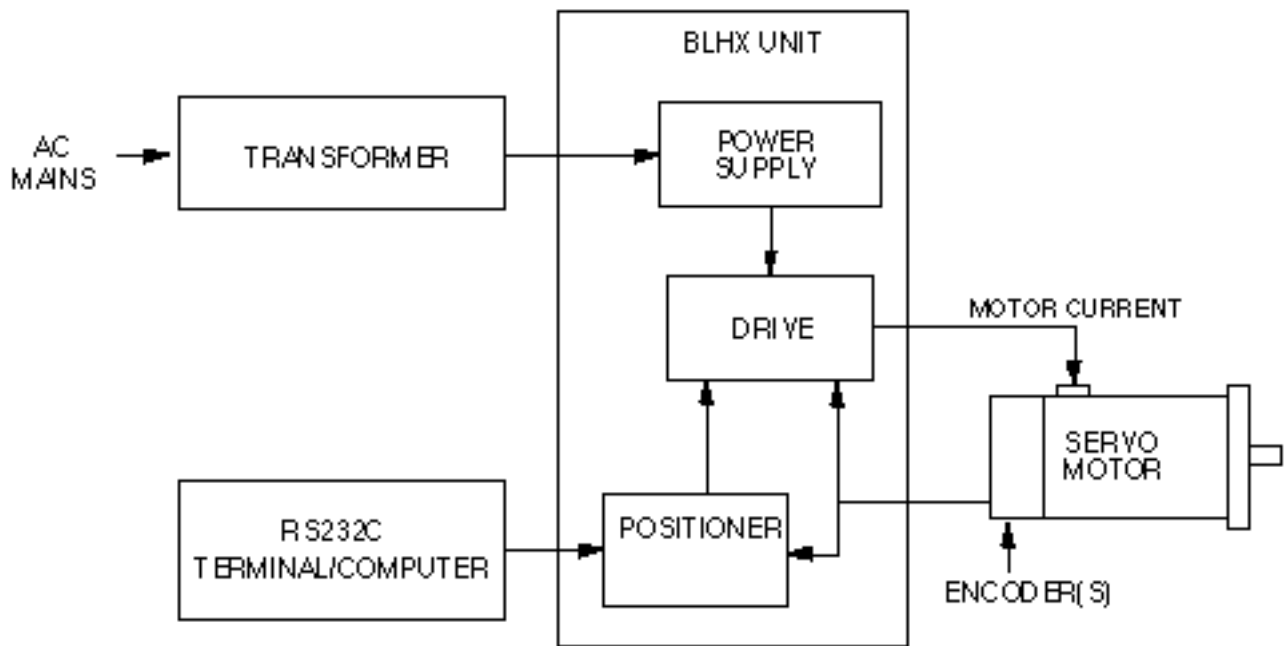 BLHX UNIT
AC
MAINS
TRANSFORMER
POWER
SUPPLY
DRIVE
MOTOR CURRENT
SERVO
MOTOR
RS232C
TERMINAL/COMPUTER
POSITIONER
ENCODER(S)